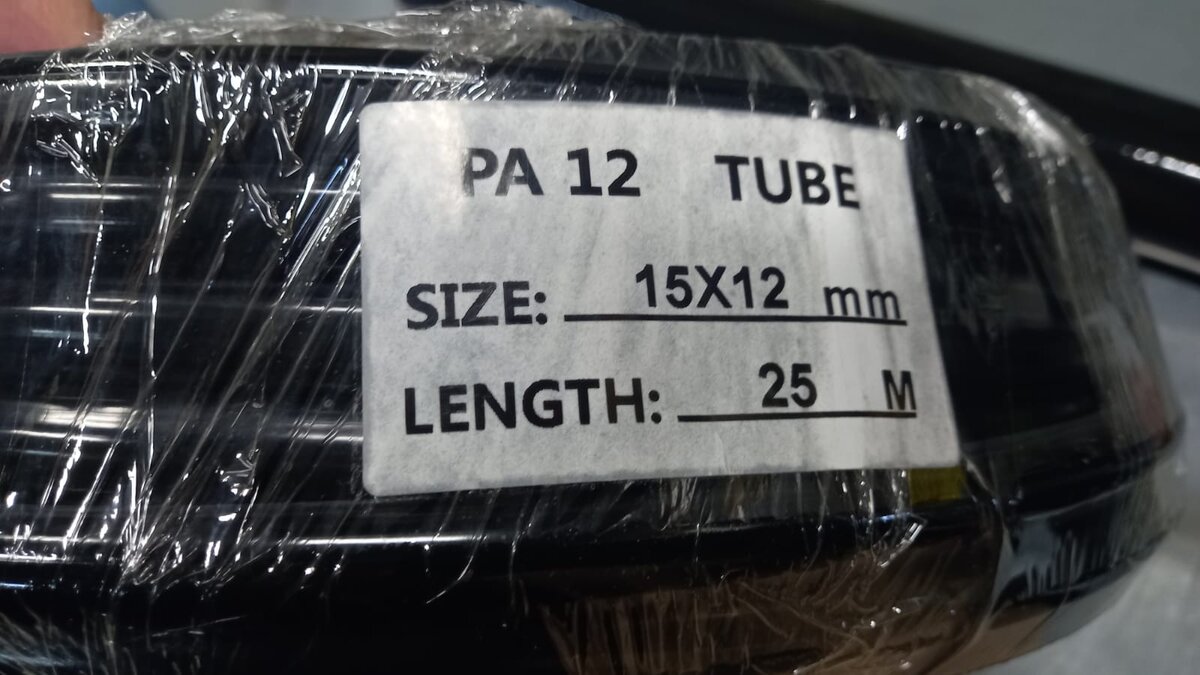 PA 12 TUBE
SIZE: 15X12 mm
LENGTH: 25 M